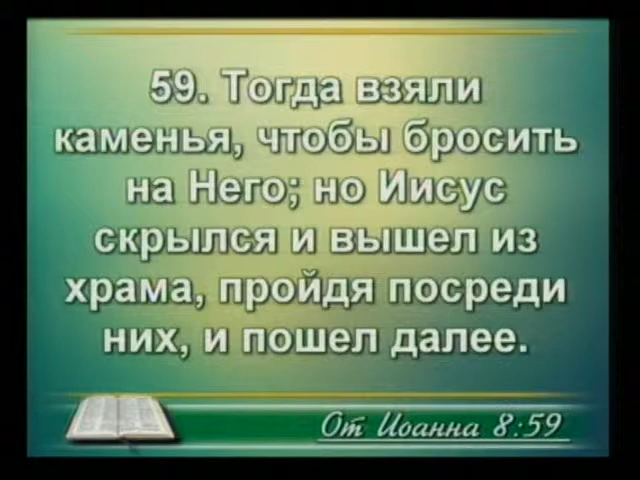 59. Тогда взяли
каменья, чтобы бросить
на Него; но Иисус
скрылся и вышел из
храма, пройдя посреди
них, и пошел далее.
От Иоанна 8:59